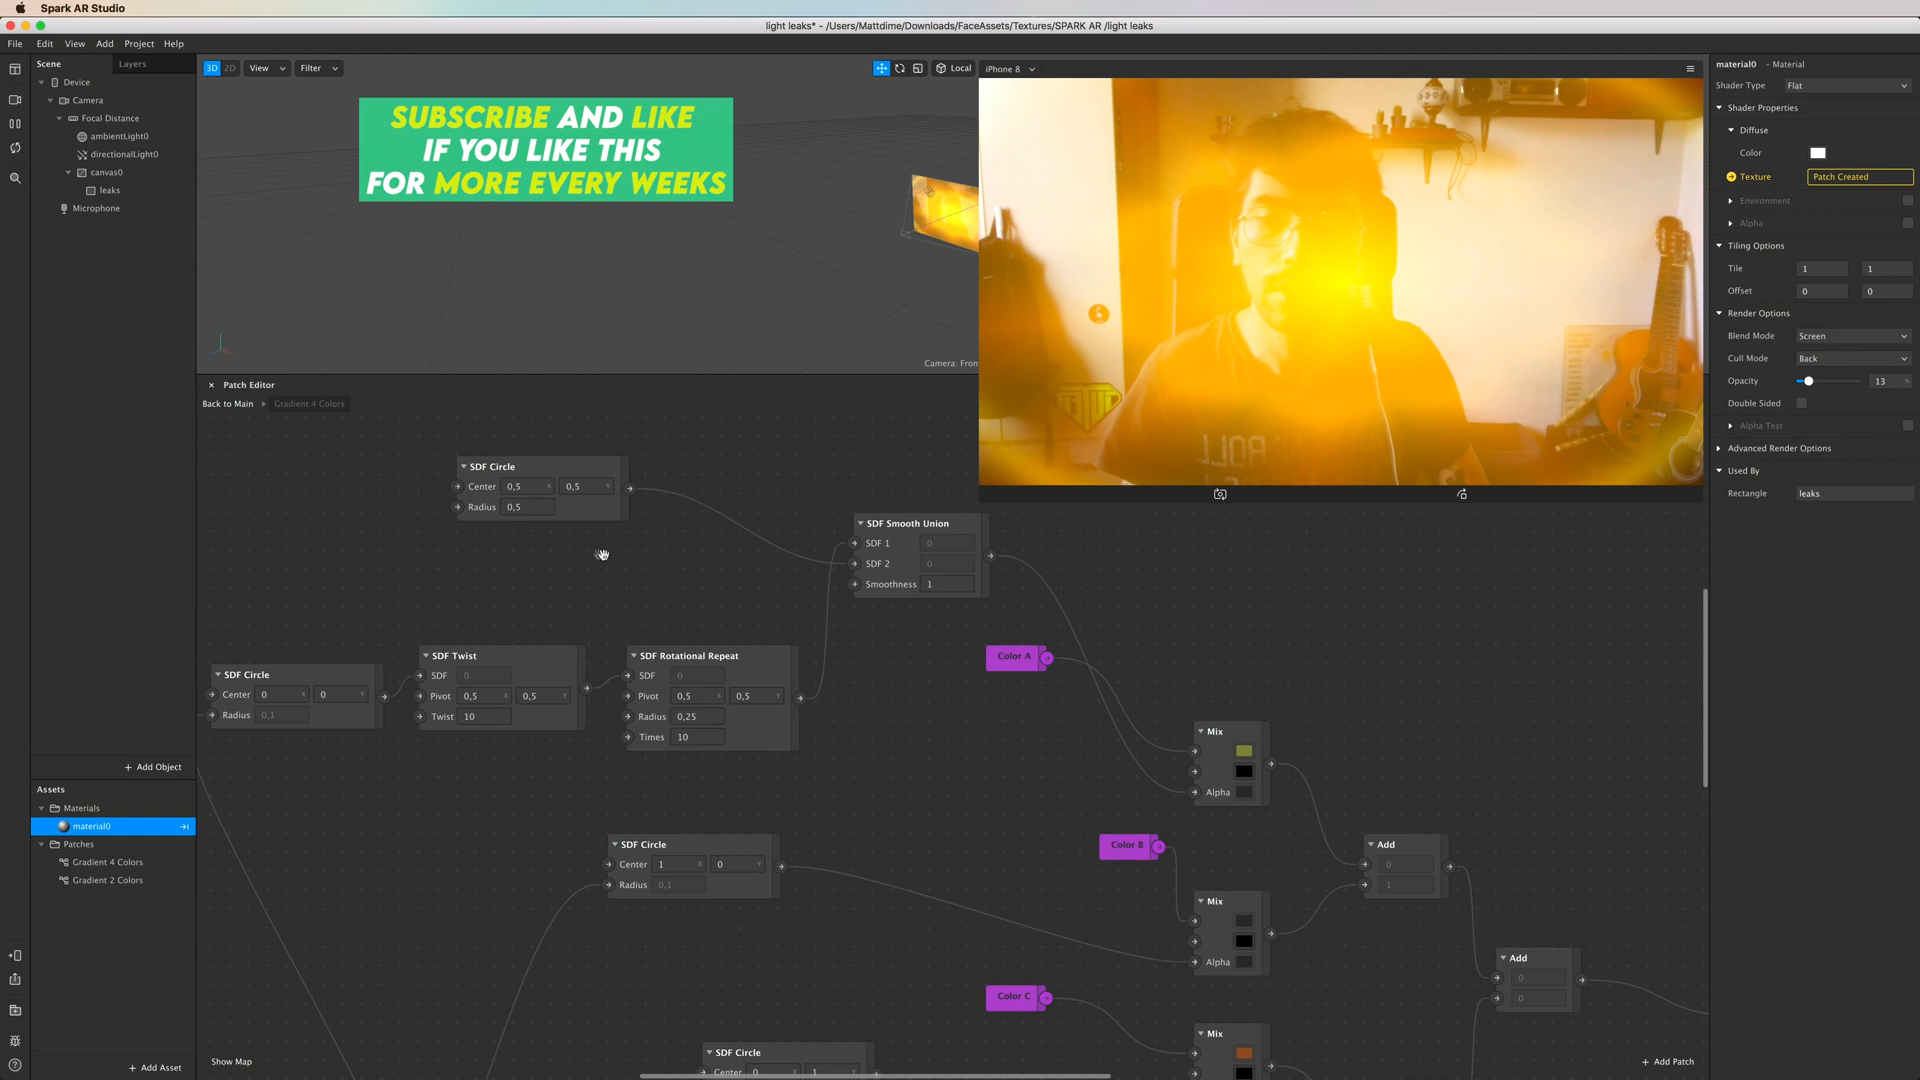 Spark AR Studio
light leaks* - /Users/Mattdime/Downloads/FaceAssets/Textures/SPARK AR /light leaks
File Edit View Add Project Help
Scene Layers
Device
Camera
Focal Distance
ambientLight0
directionalLight0
canvas0
leaks
Microphone
+ Add Object
Assets
Materials
material0
Patches
Gradient 4 Colors
Gradient 2 Colors
+ Add Asset
3D 2D View Filter Local
SUBSCRIBE AND LIKE
IF YOU LIKE THIS
FOR MORE EVERY WEEKS
Camera: Fron
iPhone 8
ROLL
× Patch Editor
Back to Main Gradient 4 Colors
SDF Circle
Center 0,5 X 0,5 Y
Radius 0,5
SDF Smooth Union
SDF 1 0
SDF 2 0
Smoothness 1
SDF Circle
Center 0 X 0 Y
Radius 0,1
SDF Twist
SDF 0
Pivot 0,5 X 0,5 Y
Twist 10
SDF Rotational Repeat
SDF 0
Pivot 0,5 X 0,5 Y
Radius 0,25
Times 10
Color A
Mix
Alpha
SDF Circle
Center 1 X 0 Y
Radius 0,1
Color B
Mix
Alpha
Add
0
1
Add
0
0
Color C
Mix
SDF Circle
Center 0 X 1 Y
Show Map
+ Add Patch
material0 - Material
Shader Type Flat
Shader Properties
Diffuse
Color
Texture Patch Created
Environment
Alpha
Tiling Options
Tile 1 1
Offset 0 0
Render Options
Blend Mode Screen
Cull Mode Back
Opacity 13 %
Double Sided
Alpha Test
Advanced Render Options
Used By
Rectangle leaks